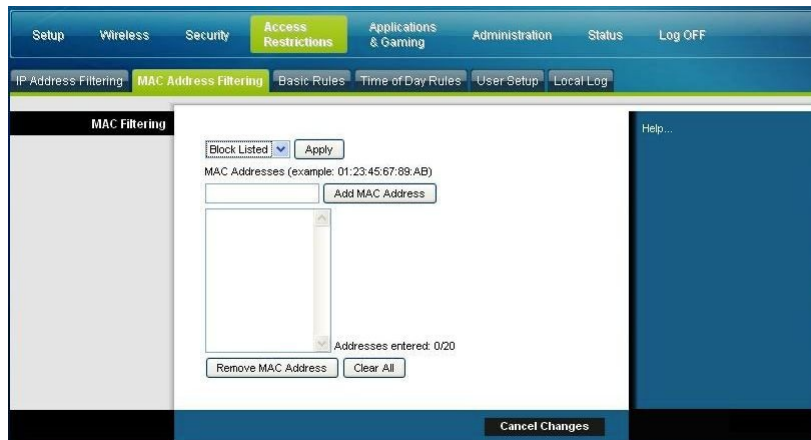 Setup Wireless Security Access Restrictions Applications & Gaming Administration Status Log OFF
IP Address Filtering MAC Address Filtering Basic Rules Time of Day Rules User Setup Local Log
MAC Filtering
Help...
Block Listed Apply
MAC Addresses (example: 01:23:45:67:89:AB)
Add MAC Address
Addresses entered: 0/20
Remove MAC Address Clear All
Cancel Changes